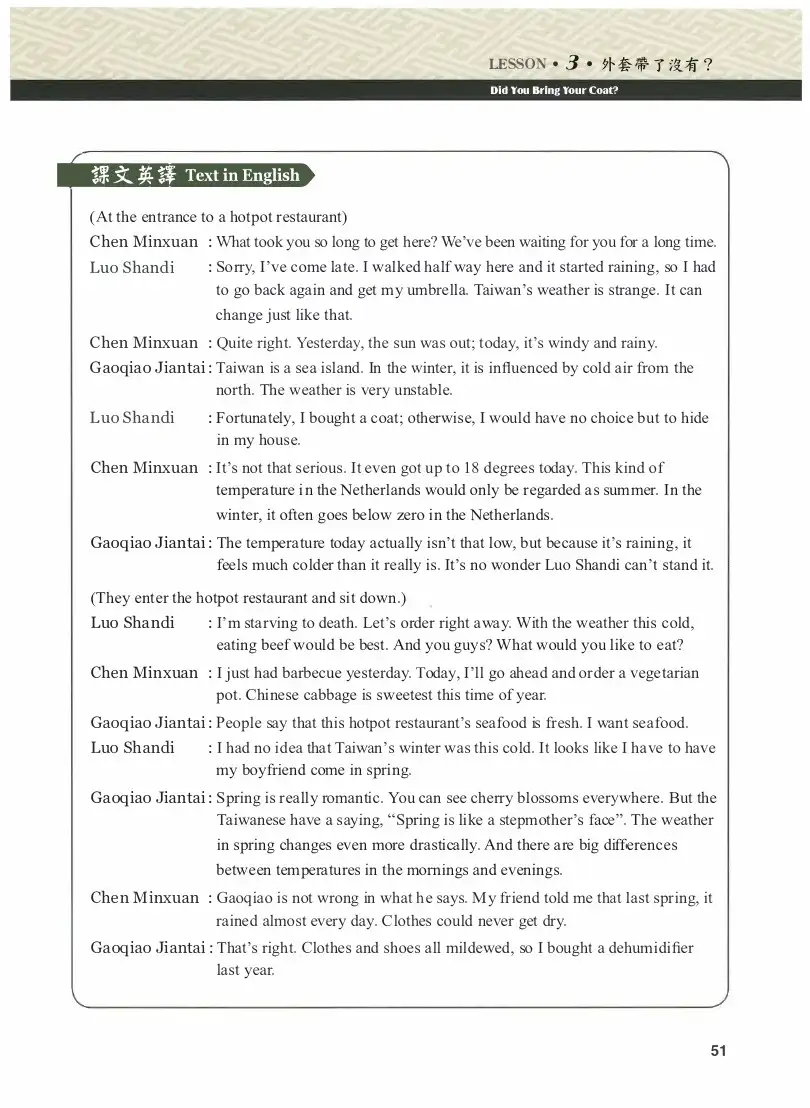 LESSON • 3 • 外套帶了沒有？
Did You Bring Your Coat?
課文英譯 Text in English
(At the entrance to a hotpot restaurant)
Chen Minxuan : What took you so long to get here? We've been waiting for you for a long time.
Luo Shandi : Sorry, I've come late. I walked half way here and it started raining, so I had
to go back again and get my umbrella. Taiwan's weather is strange. It can
change just like that.
Chen Minxuan : Quite right. Yesterday, the sun was out; today, it's windy and rainy.
Gaoqiao Jiantai : Taiwan is a sea island. In the winter, it is influenced by cold air from the
north. The weather is very unstable.
Luo Shandi : Fortunately, I bought a coat; otherwise, I would have no choice but to hide
in my house.
Chen Minxuan : It's not that serious. It even got up to 18 degrees today. This kind of
temperature in the Netherlands would only be regarded as summer. In the
winter, it often goes below zero in the Netherlands.
Gaoqiao Jiantai : The temperature today actually isn't that low, but because it's raining, it
feels much colder than it really is. It's no wonder Luo Shandi can't stand it.
(They enter the hotpot restaurant and sit down.)
Luo Shandi : I'm starving to death. Let's order right away. With the weather this cold,
eating beef would be best. And you guys? What would you like to eat?
Chen Minxuan : I just had barbecue yesterday. Today, I'll go ahead and order a vegetarian
pot. Chinese cabbage is sweetest this time of year.
Gaoqiao Jiantai : People say that this hotpot restaurant's seafood is fresh. I want seafood.
Luo Shandi : I had no idea that Taiwan's winter was this cold. It looks like I have to have
my boyfriend come in spring.
Gaoqiao Jiantai : Spring is really romantic. You can see cherry blossoms everywhere. But the
Taiwanese have a saying, "Spring is like a stepmother's face". The weather
in spring changes even more drastically. And there are big differences
between temperatures in the mornings and evenings.
Chen Minxuan : Gaoqiao is not wrong in what he says. My friend told me that last spring, it
rained almost every day. Clothes could never get dry.
Gaoqiao Jiantai : That's right. Clothes and shoes all mildewed, so I bought a dehumidifier
last year.
51